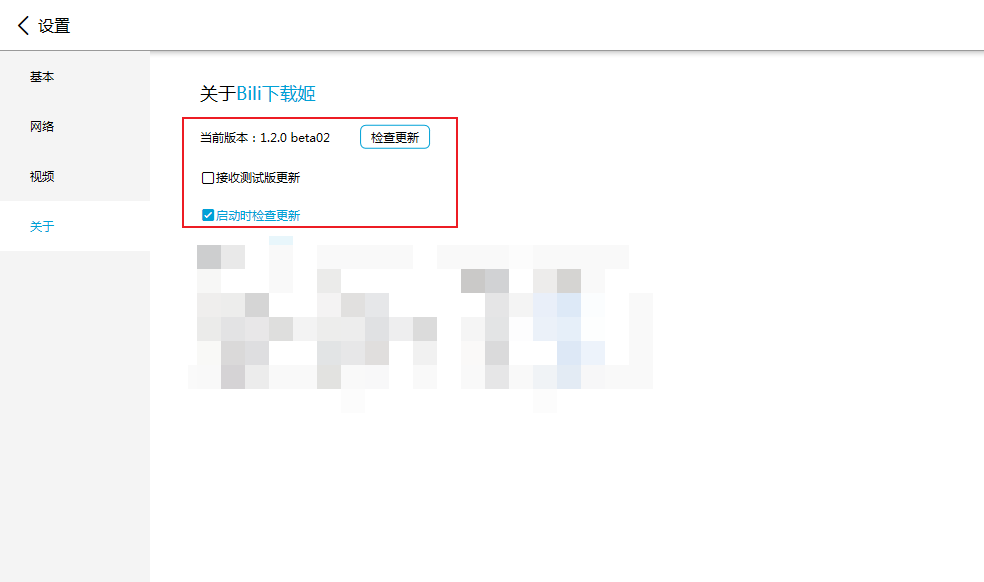 设置
基本
网络
视频
关于
关于Bili下载姬
当前版本：1.2.0 beta02
检查更新
接收测试版更新
启动时检查更新